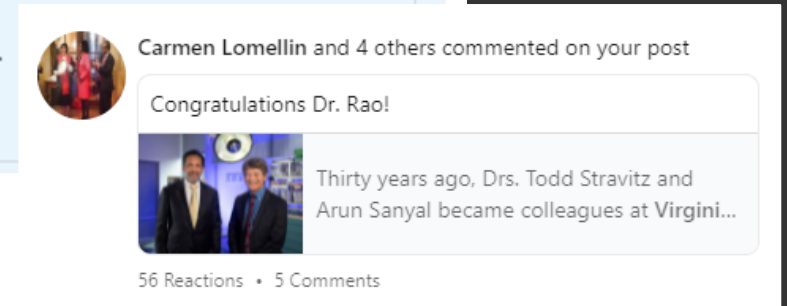 Carmen Lomellin and 4 others commented on your post
Congratulations Dr. Rao!
Thirty years ago, Drs. Todd Stravitz and
Arun Sanyal became colleagues at Virgini...
56 Reactions • 5 Comments